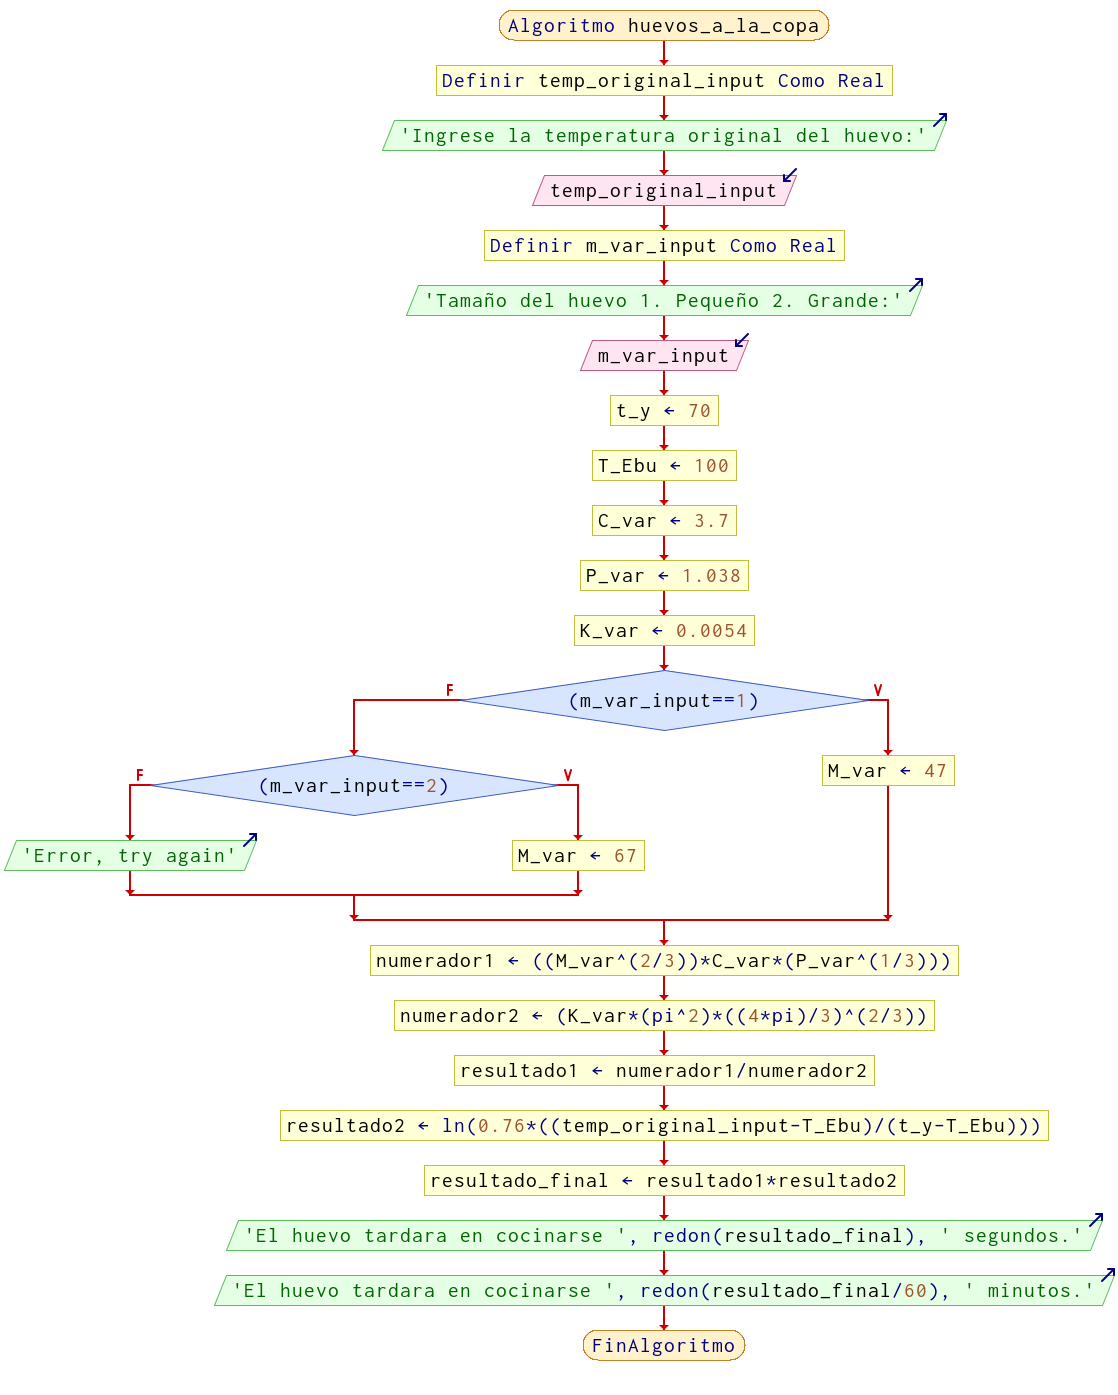 Algoritmo huevos_a_la_copa
Definir temp_original_input Como Real
'Ingrese la temperatura original del huevo:'
temp_original_input
Definir m_var_input Como Real
'Tamaño del huevo 1. Pequeño 2. Grande:'
m_var_input
t_y ← 70
T_Ebu ← 100
C_var ← 3.7
P_var ← 1.038
K_var ← 0.0054
F
V
(m_var_input==1)
F
V
(m_var_input==2)
M_var ← 47
'Error, try again'
M_var ← 67
numerador1 ← ((M_var^(2/3))*C_var*(P_var^(1/3)))
numerador2 ← (K_var*(pi^2)*((4*pi)/3)^(2/3))
resultado1 ← numerador1/numerador2
resultado2 ← ln(0.76*((temp_original_input-T_Ebu)/(t_y-T_Ebu)))
resultado_final ← resultado1*resultado2
'El huevo tardara en cocinarse ', redon(resultado_final), ' segundos.'
'El huevo tardara en cocinarse ', redon(resultado_final/60), ' minutos.'
FinAlgoritmo